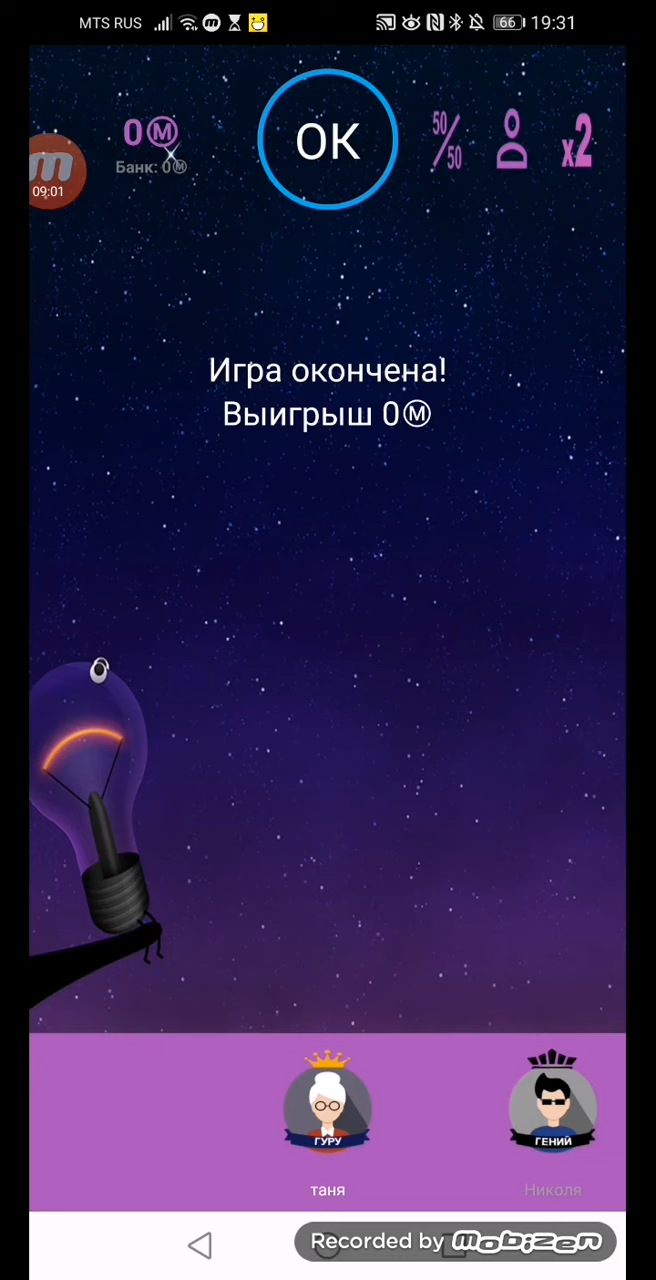 MTS RUS
66
19:31
0Ⓜ
Банк: 0Ⓜ
09:01
ОК
50/50
x2
Игра окончена!
Выигрыш 0Ⓜ
ГУРУ
таня
ГЕНИЙ
Николя
Recorded by mobizen